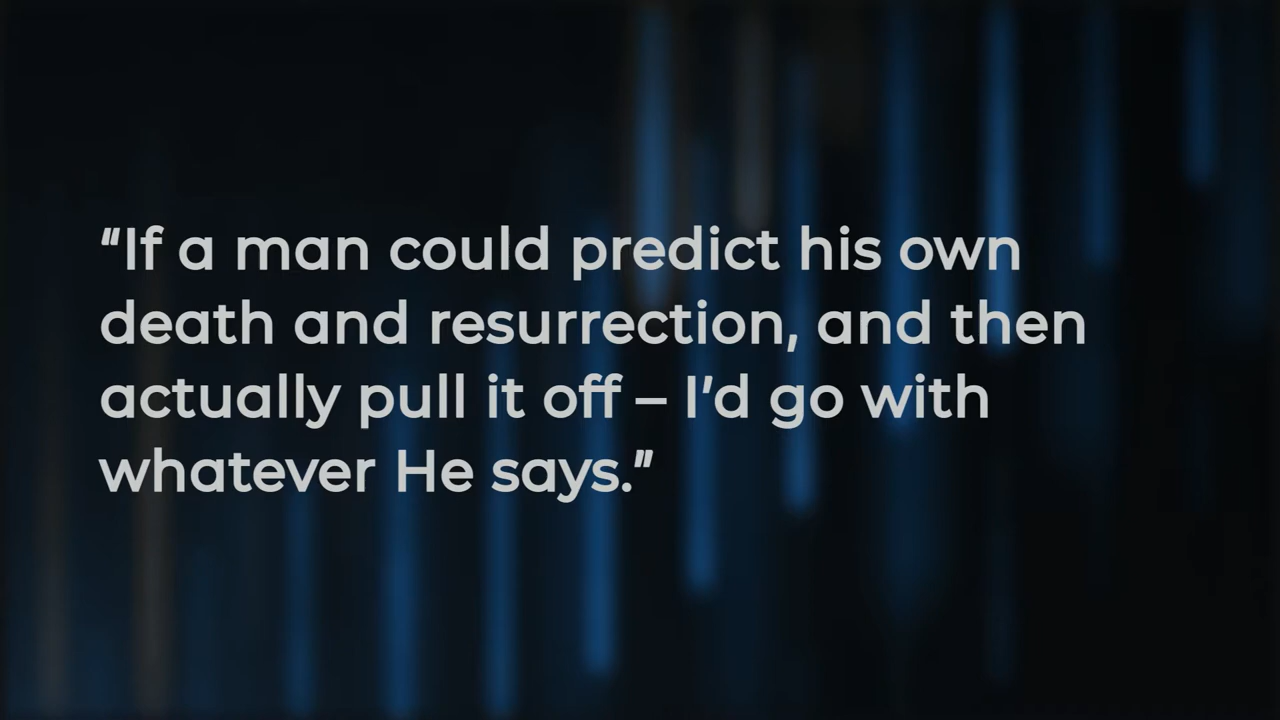 “If a man could predict his own
death and resurrection, and then
actually pull it off – I’d go with
whatever He says.”